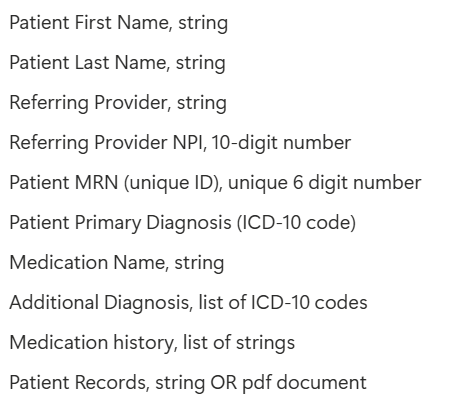 Patient First Name, string
Patient Last Name, string
Referring Provider, string
Referring Provider NPI, 10-digit number
Patient MRN (unique ID), unique 6 digit number
Patient Primary Diagnosis (ICD-10 code)
Medication Name, string
Additional Diagnosis, list of ICD-10 codes
Medication history, list of strings
Patient Records, string OR pdf document